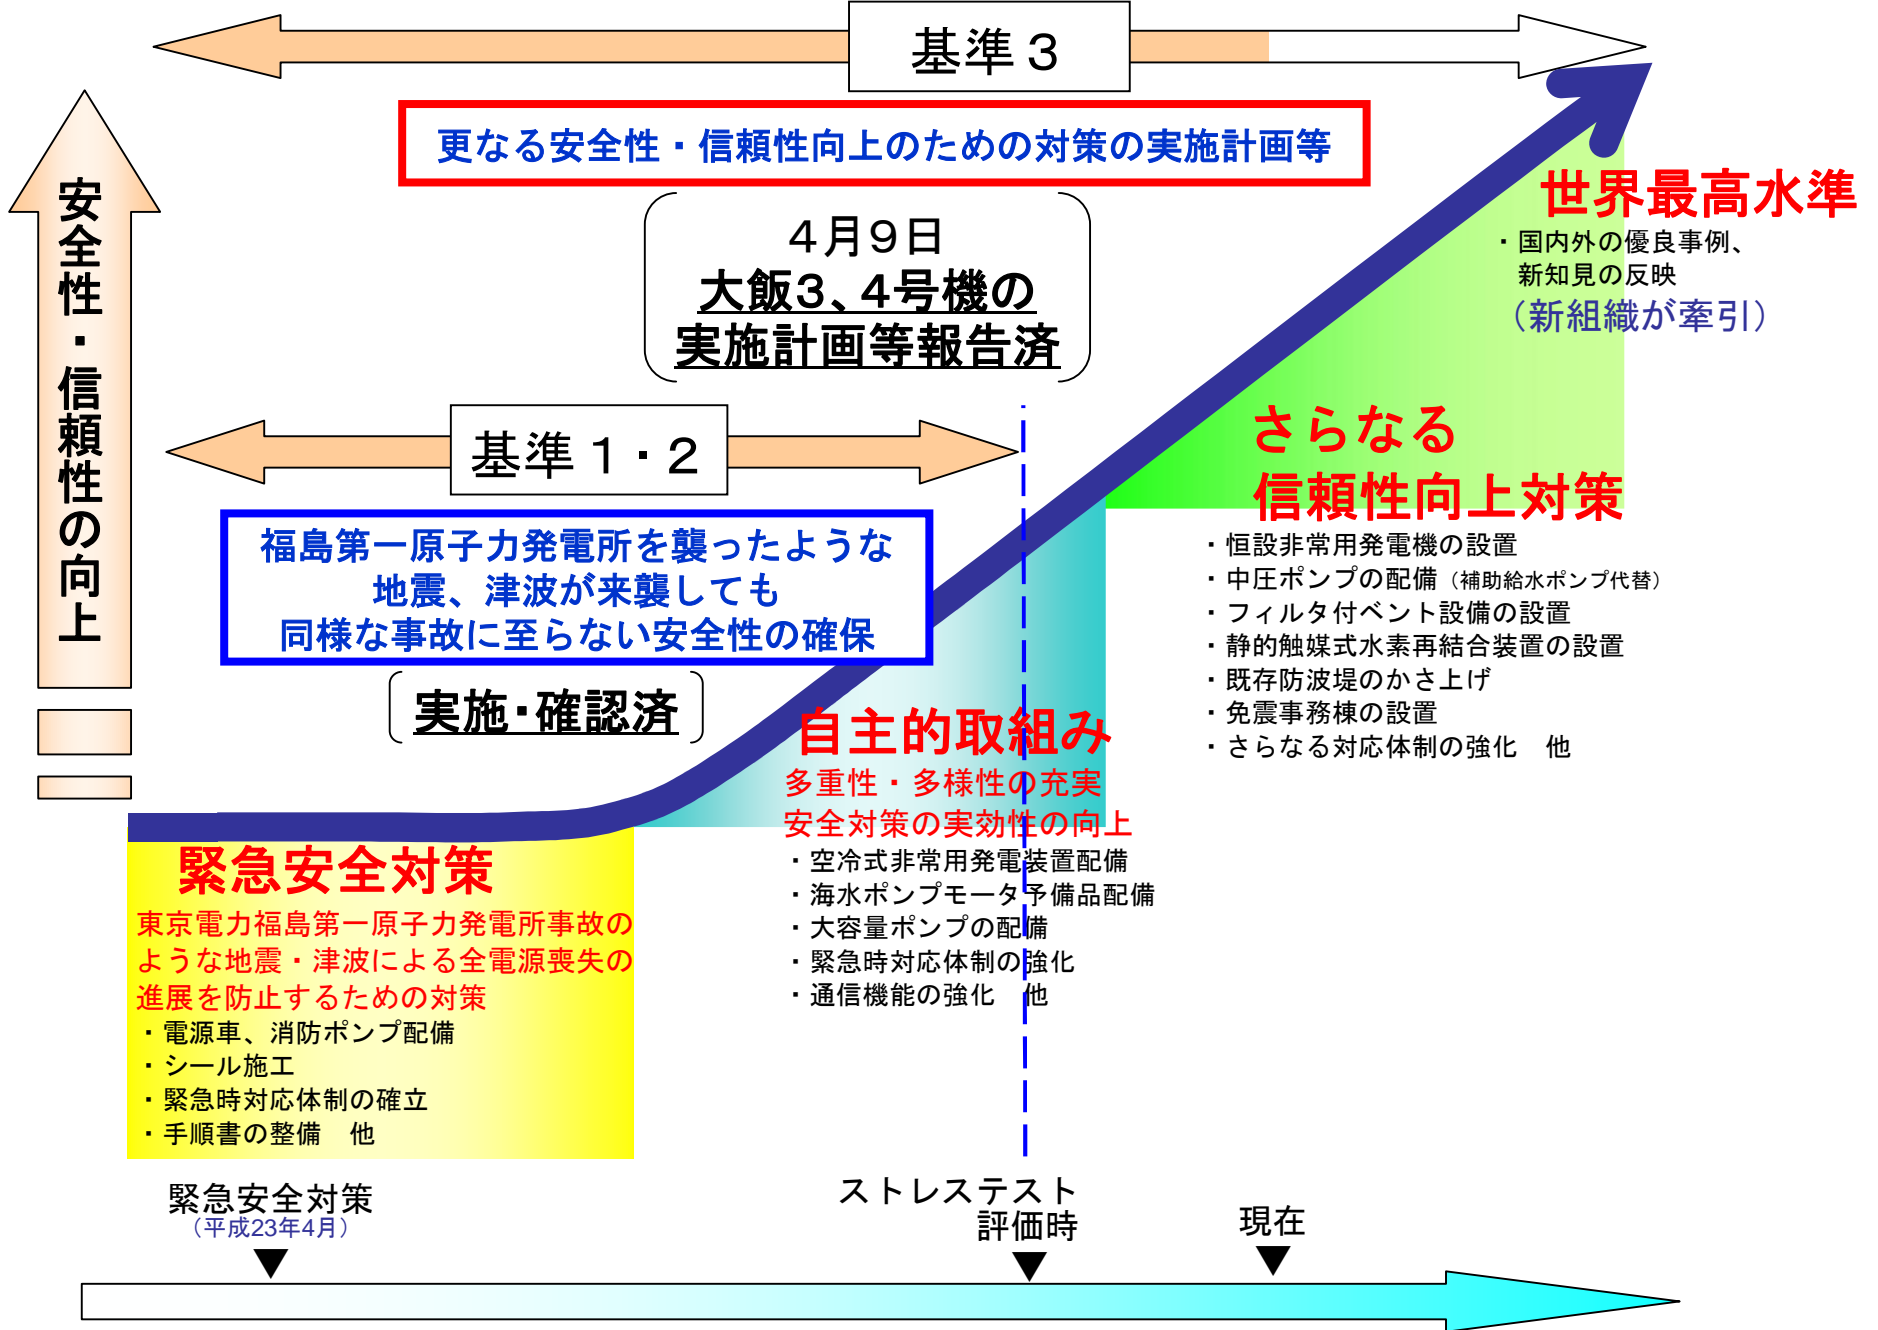 基準３
更なる安全性・信頼性向上のための対策の実施計画等
４月９日
大飯3、4号機の
実施計画等報告済
安全性・信頼性の向上
世界最高水準
・国内外の優良事例、
新知見の反映
（新組織が牽引）
基準１・２
福島第一原子力発電所を襲ったような
地震、津波が来襲しても
同様な事故に至らない安全性の確保
実施・確認済
さらなる
信頼性向上対策
・恒設非常用発電機の設置
・中圧ポンプの配備（補助給水ポンプ代替）
・フィルタ付ベント設備の設置
・静的触媒式水素再結合装置の設置
・既存防波堤のかさ上げ
・免震事務棟の設置
・さらなる対応体制の強化　他
自主的取組み
多重性・多様性の充実
安全対策の実効性の向上
・空冷式非常用発電装置配備
・海水ポンプモータ予備品配備
・大容量ポンプの配備
・緊急時対応体制の強化
・通信機能の強化　他
緊急安全対策
東京電力福島第一原子力発電所事故の
ような地震・津波による全電源喪失の
進展を防止するための対策
・電源車、消防ポンプ配備
・シール施工
・緊急時対応体制の確立
・手順書の整備　他
緊急安全対策
（平成23年4月）
ストレステスト
評価時
現在